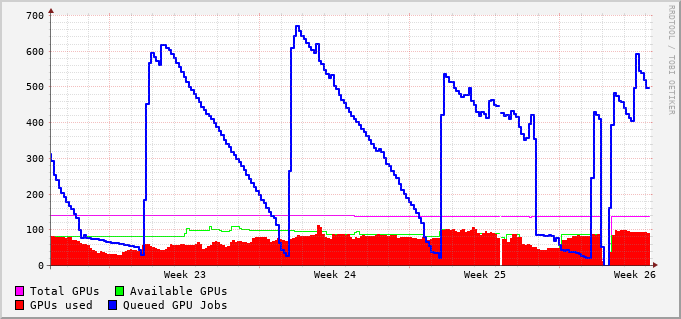 700
600
500
400
300
200
100
0
Week 23 Week 24 Week 25 Week 26
Total GPUs Available GPUs
GPUs used Queued GPU Jobs
RRDTOOL / TOBI OETIKER